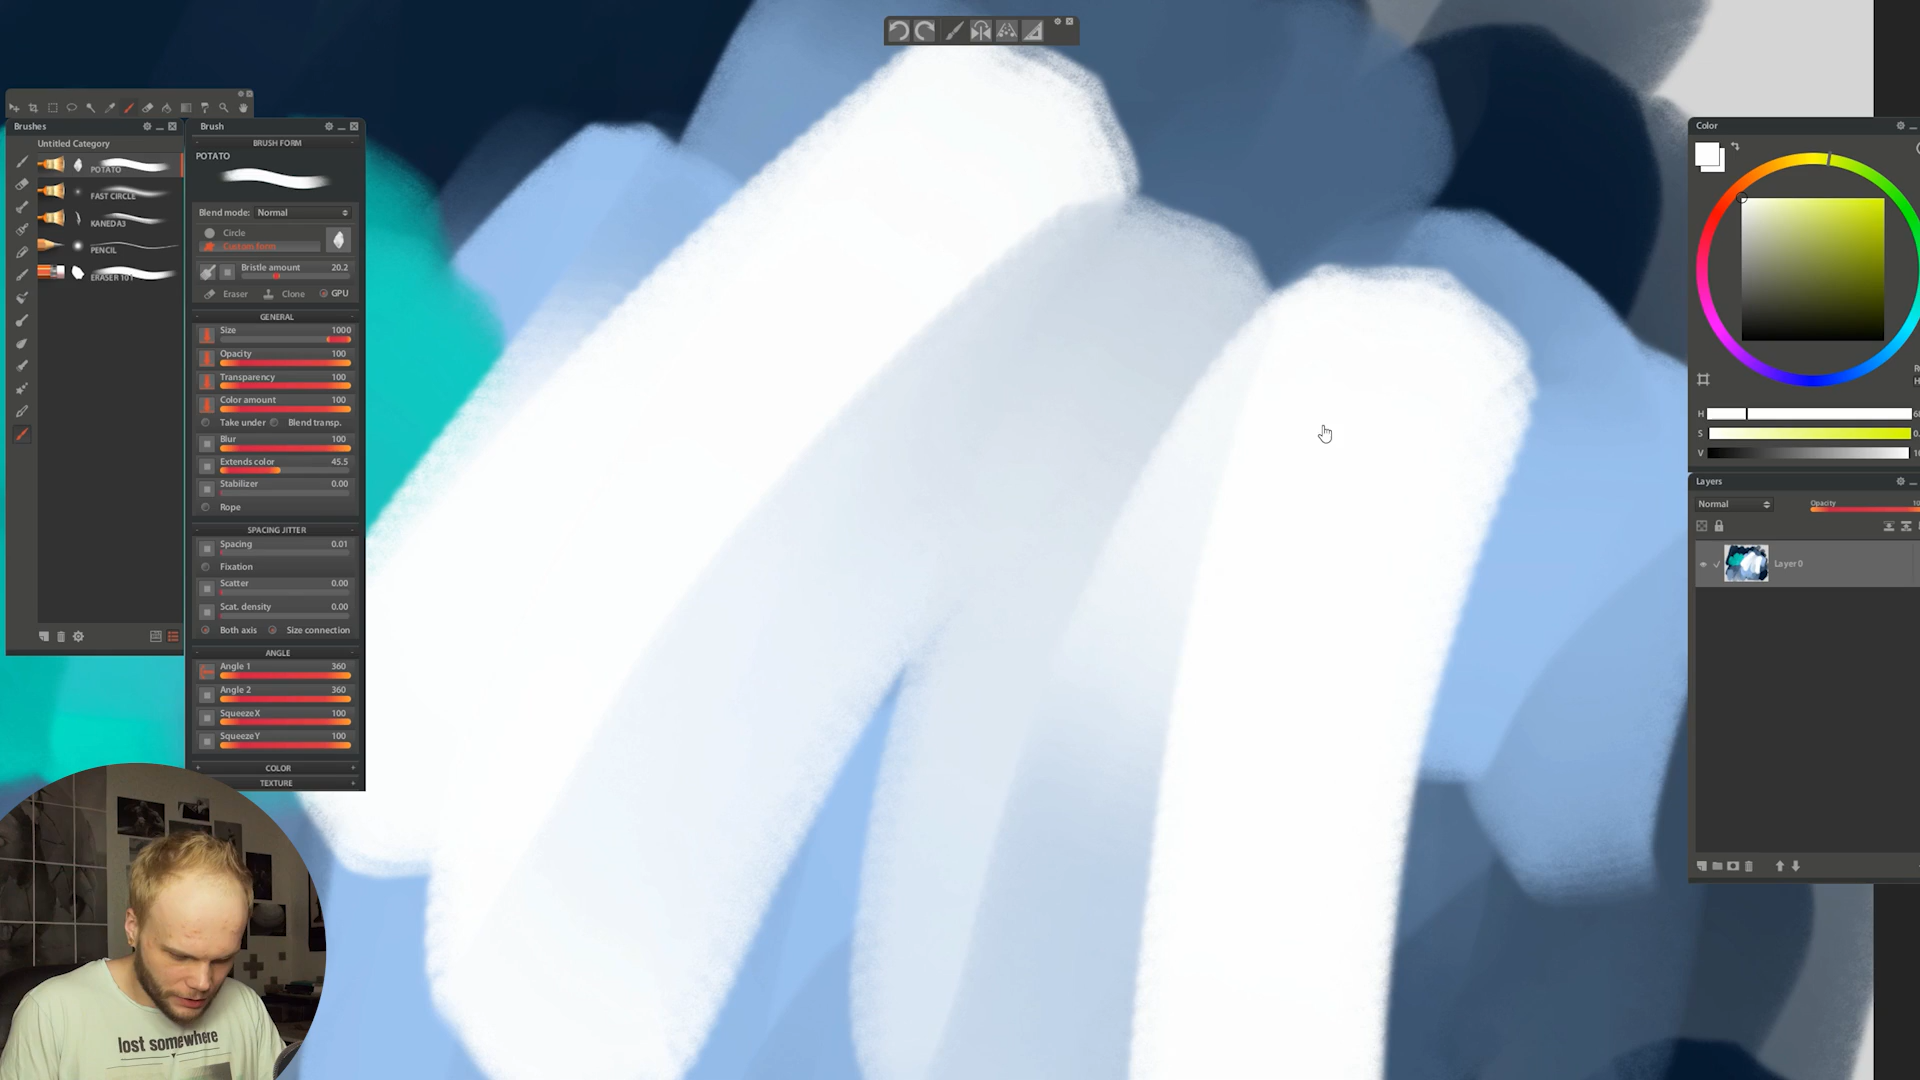 Brushes
Untitled Category
POTATO
FAST CIRCLE
KANEDA3
PENCIL
ERASER 101
Brush
BRUSH FORM
POTATO
Blend mode: Normal
Circle
Custom form
Bristle amount 20.2
Eraser Clone GPU
GENERAL
Size 1000
Opacity 100
Transparency 100
Color amount 100
Take under Blend transp.
Blur 100
Extends color 45.5
Stabilizer 0.00
Rope
SPACING JITTER
Spacing 0.01
Fixation
Scatter 0.00
Scat. density 0.00
Both axis Size connection
ANGLE
Angle 1 360
Angle 2 360
SqueezeX 100
SqueezeY 100
COLOR
TEXTURE
Color
H
S
V
Layers
Normal Opacity
Layer 0
lost somewhere